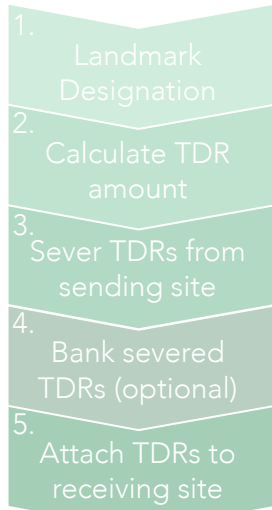 1.
Landmark
Designation
2.
Calculate TDR
amount
3.
Sever TDRs from
sending site
4.
Bank severed
TDRs (optional)
5.
Attach TDRs to
receiving site